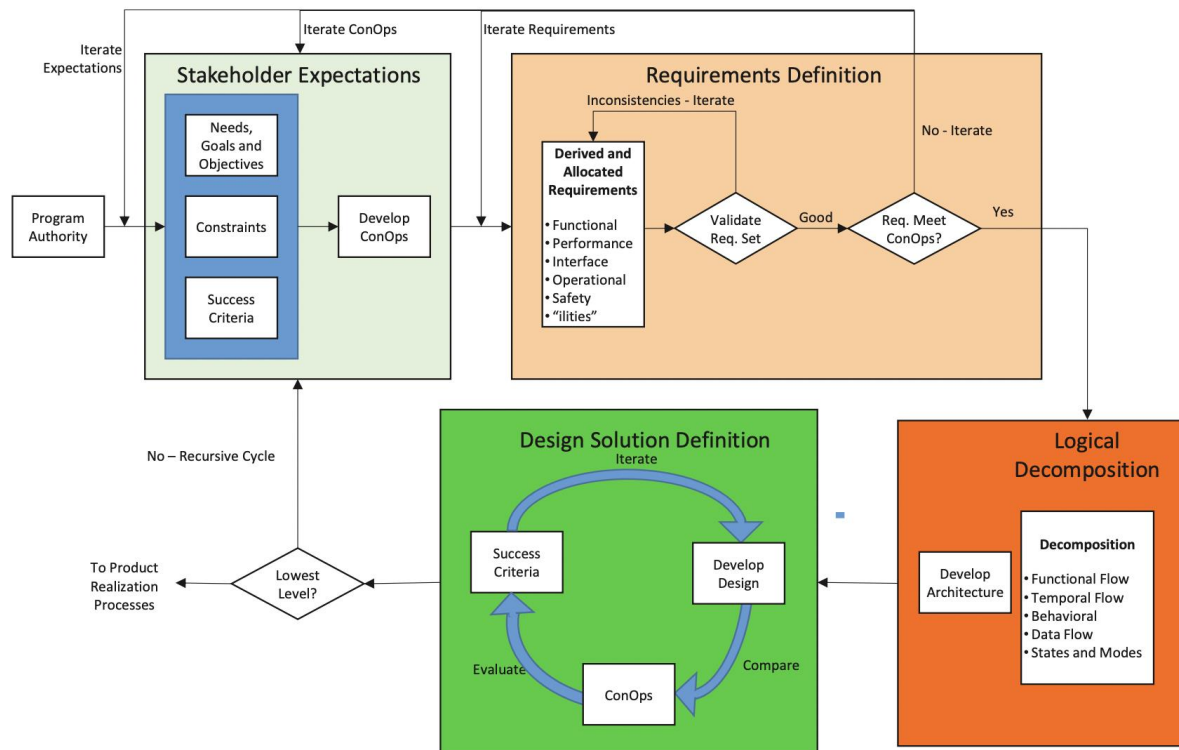 Iterate ConOps
Iterate Requirements
Iterate
Expectations
Stakeholder Expectations
Needs,
Goals and
Objectives
Constraints
Success
Criteria
Program
Authority
Develop
ConOps
Requirements Definition
Inconsistencies - Iterate
No - Iterate
Derived and
Allocated
Requirements
• Functional
• Performance
• Interface
• Operational
• Safety
• “ilities”
Validate
Req. Set
Good
Req. Meet
ConOps?
Yes
Logical
Decomposition
Decomposition
• Functional Flow
• Temporal Flow
• Behavioral
• Data Flow
• States and Modes
Develop
Architecture
Design Solution Definition
Iterate
Success
Criteria
Develop
Design
Evaluate
Compare
ConOps
No – Recursive Cycle
Lowest
Level?
To Product
Realization
Processes